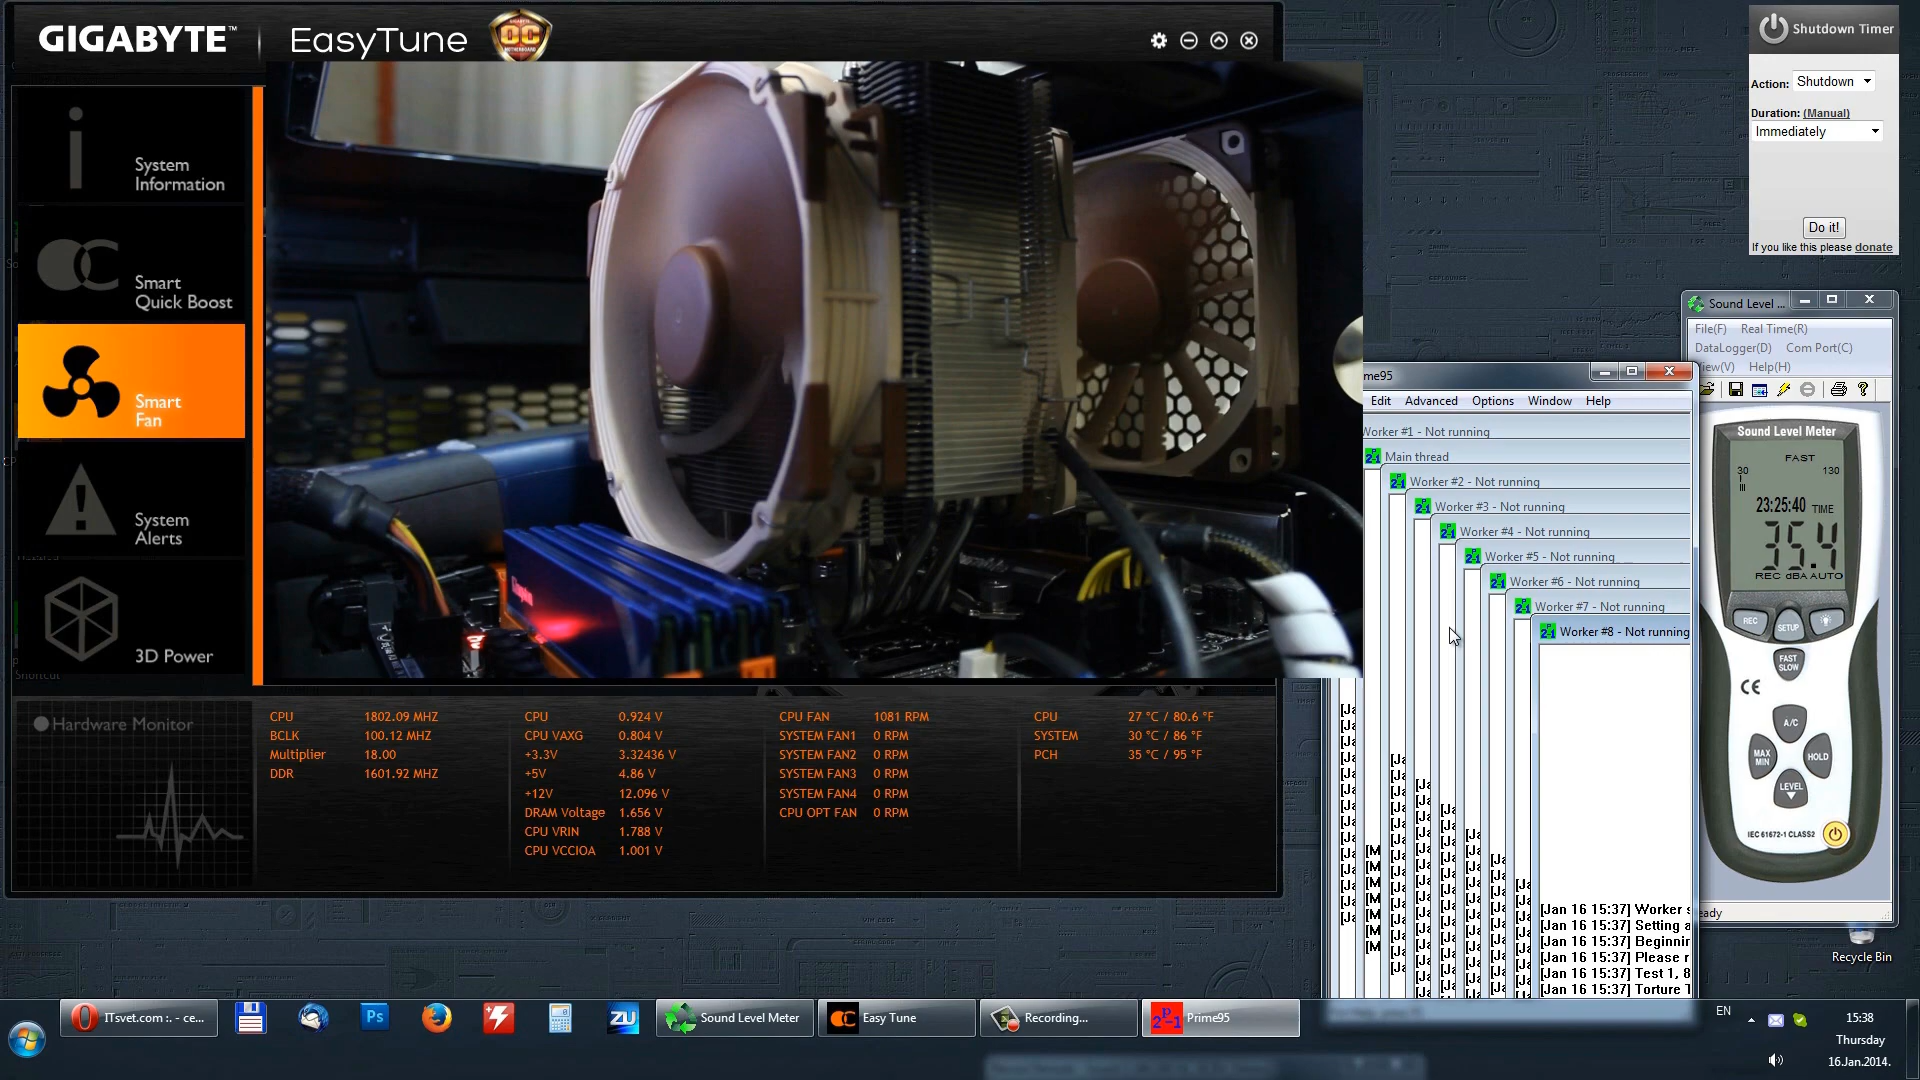 GIGABYTE™
EasyTune
OC
MOTHERBOARD
System
Information
Smart
Quick Boost
Smart
Fan
System
Alerts
3D Power
Hardware Monitor
CPU 1802.09 MHZ
BCLK 100.12 MHZ
Multiplier 18.00
DDR 1601.92 MHZ
CPU 0.924 V
CPU VAXG 0.804 V
+3.3V 3.32436 V
+5V 4.86 V
+12V 12.096 V
DRAM Voltage 1.656 V
CPU VRIN 1.788 V
CPU VCCIOA 1.001 V
CPU FAN 1081 RPM
SYSTEM FAN1 0 RPM
SYSTEM FAN2 0 RPM
SYSTEM FAN3 0 RPM
SYSTEM FAN4 0 RPM
CPU OPT FAN 0 RPM
CPU 27 °C / 80.6 °F
SYSTEM 30 °C / 86 °F
PCH 35 °C / 95 °F
Shutdown Timer
Action: Shutdown
Duration: (Manual)
Immediately
Do it!
If you like this please donate
Sound Level ...
File(F) Real Time(R)
DataLogger(D) Com Port(C)
iew(V) Help(H)
Sound Level Meter
FAST
30 130
23:25:40 TIME
35.4
REC dBA AUTO
REC
SETUP
FAST
SLOW
CE
A/C
MAX
MIN
HOLD
LEVEL
IEC 61672-1 CLASS2
eady
me95
Edit Advanced Options Window Help
Worker #1 - Not running
Main thread
Worker #2 - Not running
Worker #3 - Not running
Worker #4 - Not running
Worker #5 - Not running
Worker #6 - Not running
Worker #7 - Not running
Worker #8 - Not running
[Jan 16 15:37] Worker s
[Jan 16 15:37] Setting a
[Jan 16 15:37] Beginnin
[Jan 16 15:37] Please r
[Jan 16 15:37] Test 1, 8
[Jan 16 15:37] Torture T
Recycle Bin
ITsvet.com :. - ce...
Ps
ZU
Sound Level Meter
Easy Tune
Recording...
Prime95
EN
15:38
Thursday
16.Jan.2014.